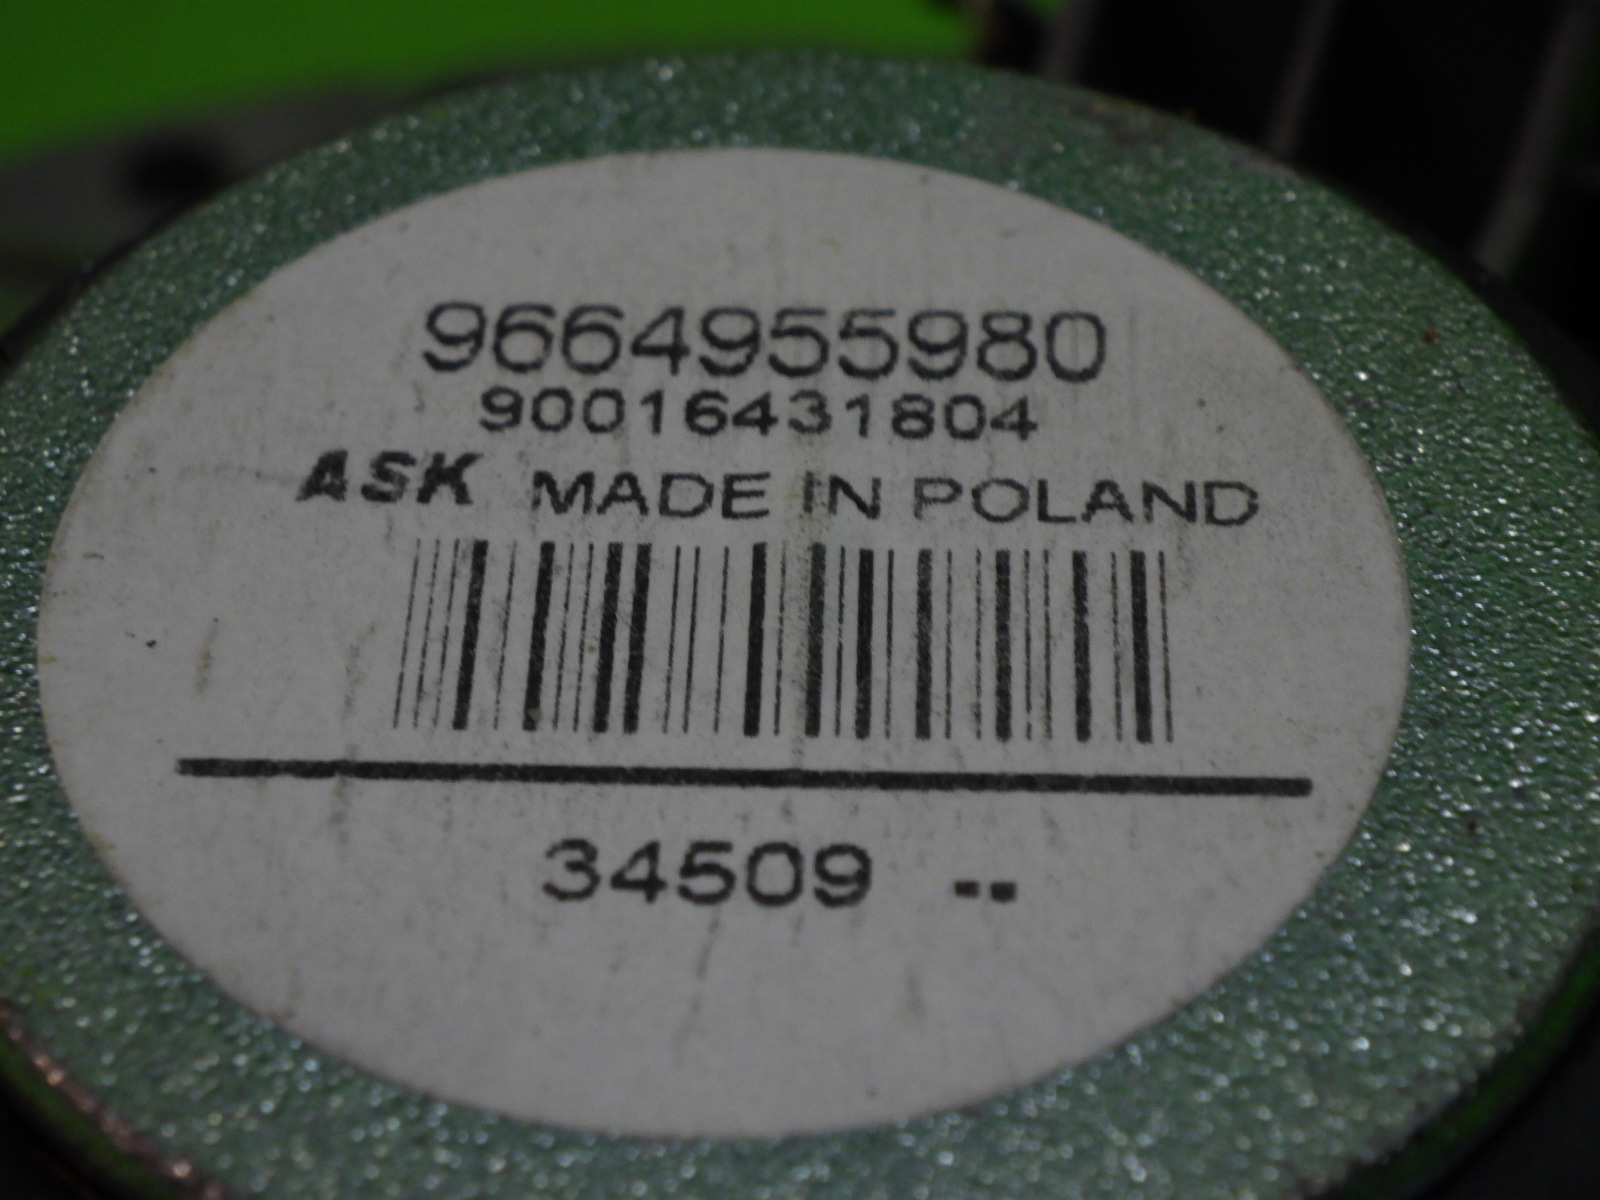 9664955980
90016431804
ASK MADE IN POLAND
34509 --